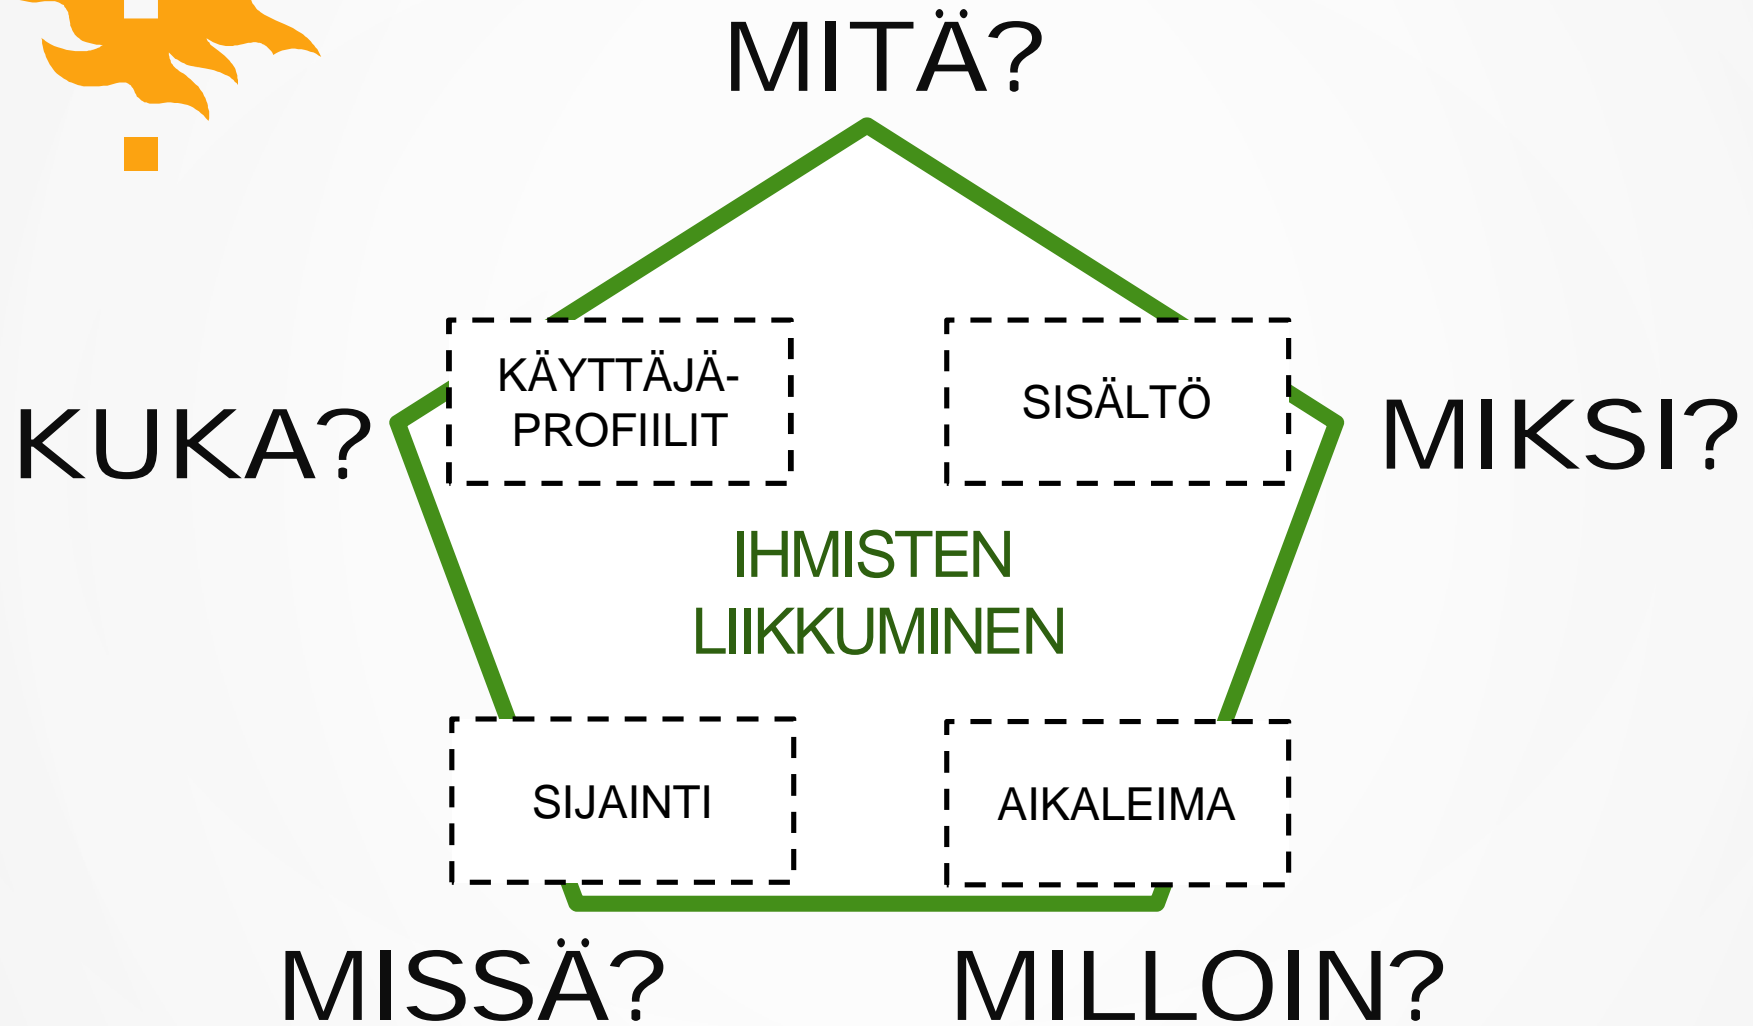 MITÄ?
KÄYTTÄJÄ-
PROFIILIT
SISÄLTÖ
KUKA?
MIKSI?
IHMISTEN
LIIKKUMINEN
SIJAINTI
AIKALEIMA
MISSÄ?
MILLOIN?